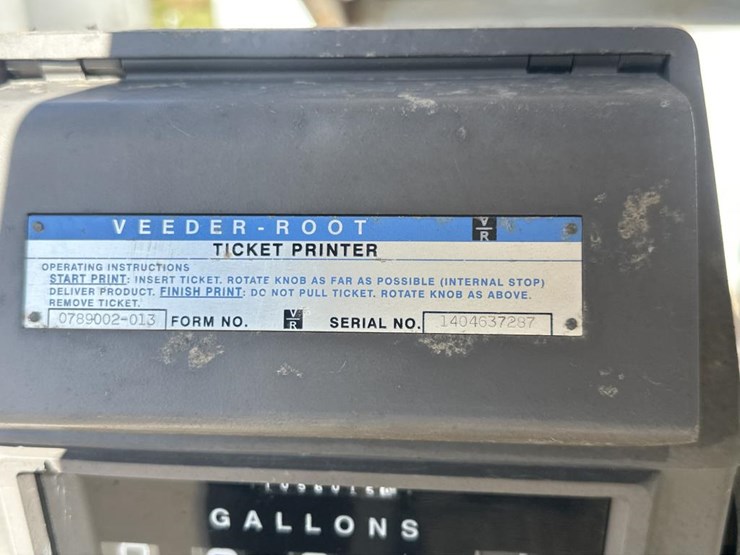 VEEDER-ROOT V R
TICKET PRINTER
OPERATING INSTRUCTIONS
START PRINT: INSERT TICKET. ROTATE KNOB AS FAR AS POSSIBLE (INTERNAL STOP)
DELIVER PRODUCT. FINISH PRINT: DO NOT PULL TICKET. ROTATE KNOB AS ABOVE.
REMOVE TICKET.
0789002-013 FORM NO. V R SERIAL NO. 1404637287
GALLONS